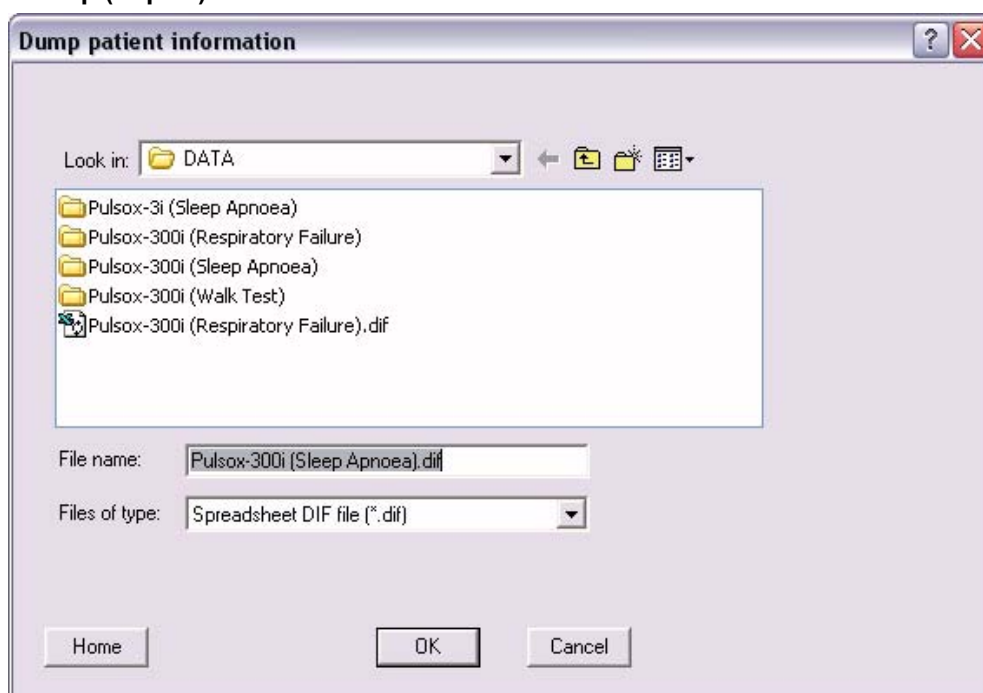 Dump patient information
Look in: DATA
Pulsox-3i (Sleep Apnoea)
Pulsox-300i (Respiratory Failure)
Pulsox-300i (Sleep Apnoea)
Pulsox-300i (Walk Test)
Pulsox-300i (Respiratory Failure).dif
File name: Pulsox-300i (Sleep Apnoea).dif
Files of type: Spreadsheet DIF file (*.dif)
Home OK Cancel